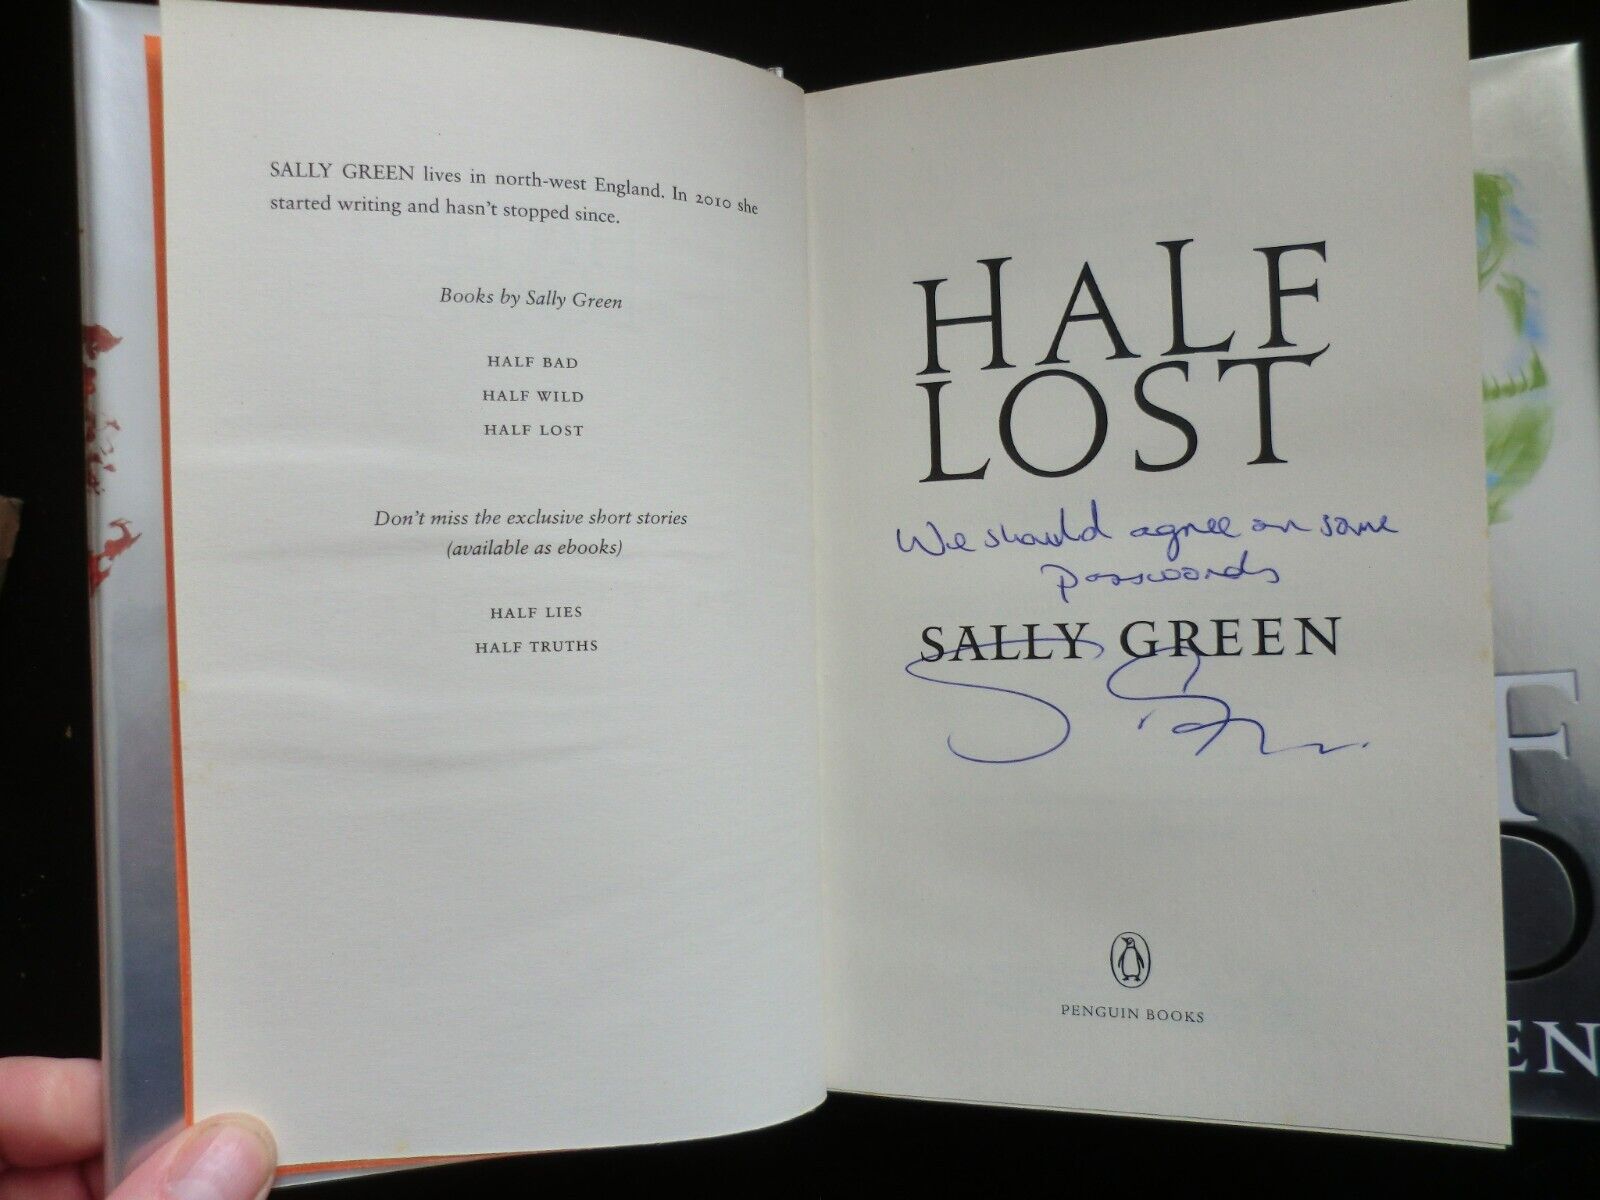 SALLY GREEN lives in north-west England. In 2010 she
started writing and hasn't stopped since.
Books by Sally Green
HALF BAD
HALF WILD
HALF LOST
Don't miss the exclusive short stories
(available as ebooks)
HALF LIES
HALF TRUTHS
HALF
LOST
We should agree on some
passwords
SALLY GREEN
PENGUIN BOOKS
F
EN